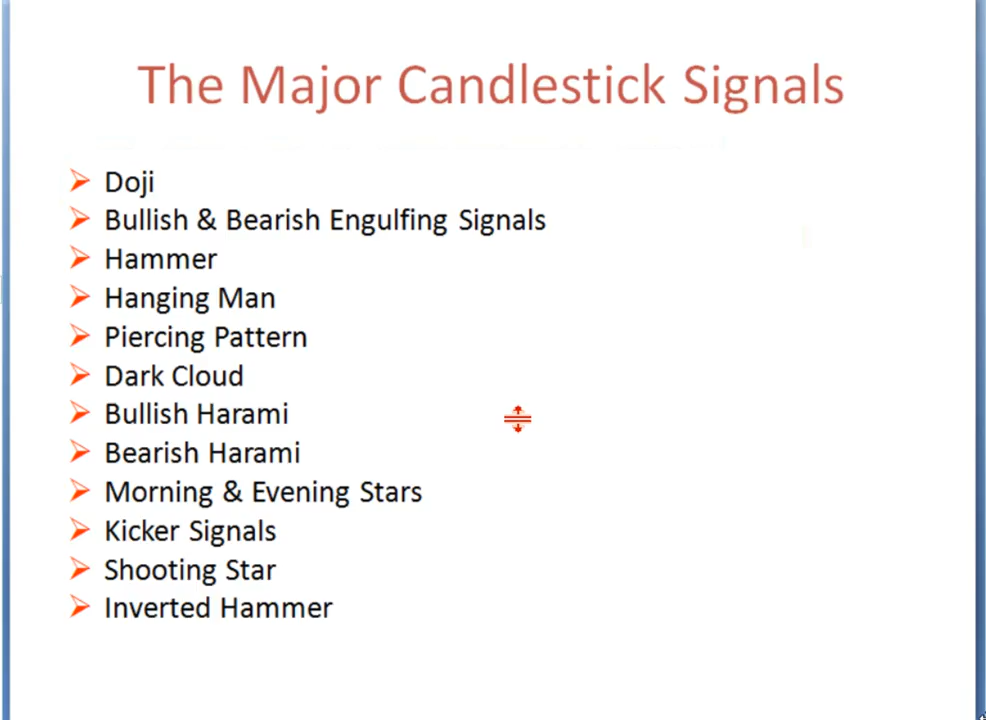 The Major Candlestick Signals
Doji
Bullish & Bearish Engulfing Signals
Hammer
Hanging Man
Piercing Pattern
Dark Cloud
Bullish Harami
Bearish Harami
Morning & Evening Stars
Kicker Signals
Shooting Star
Inverted Hammer